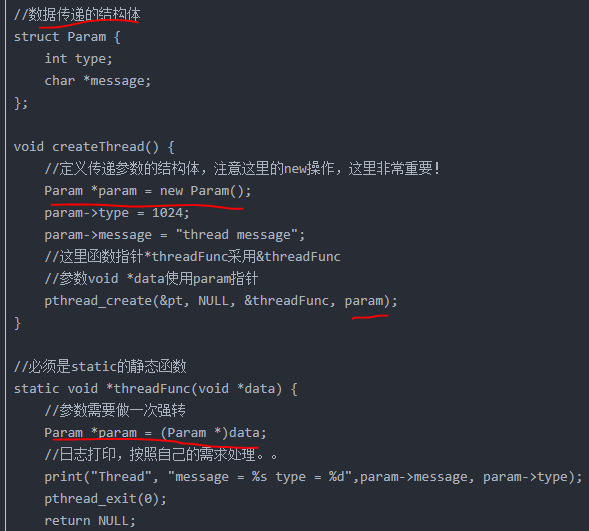 //数据传递的结构体
struct Param {
    int type;
    char *message;
};
void createThread() {
    //定义传递参数的结构体，注意这里的new操作，这里非常重要！
    Param *param = new Param();
    param->type = 1024;
    param->message = "thread message";
    //这里函数指针*threadFunc采用&threadFunc
    //参数void *data使用param指针
    pthread_create(&pt, NULL, &threadFunc, param);
}
//必须是static的静态函数
static void *threadFunc(void *data) {
    //参数需要做一次强转
    Param *param = (Param *)data;
    //日志打印，按照自己的需求处理。。
    print("Thread", "message = %s type = %d",param->message, param->type);
    pthread_exit(0);
    return NULL;